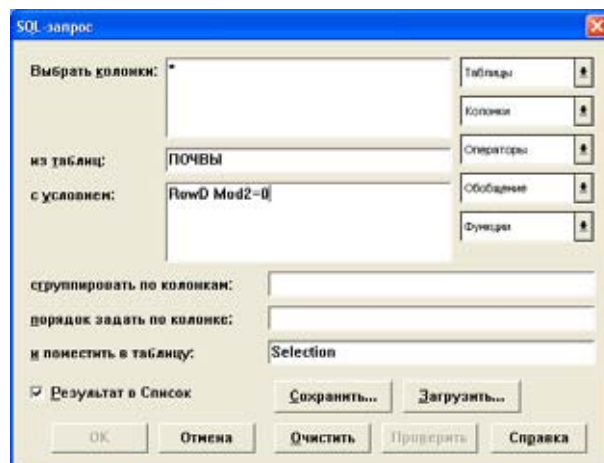 SQL-запрос
Выбрать колонки: *
Таблицы
Колонки
из таблиц: ПОЧВЫ
Операторы
с условием: RowD Mod2=0
Обобщение
Функции
сгруппировать по колонкам:
порядок задать по колонке:
и поместить в таблицу: Selection
Результат в Список
Сохранить... Загрузить...
OK Отмена Очистить Проверить Справка